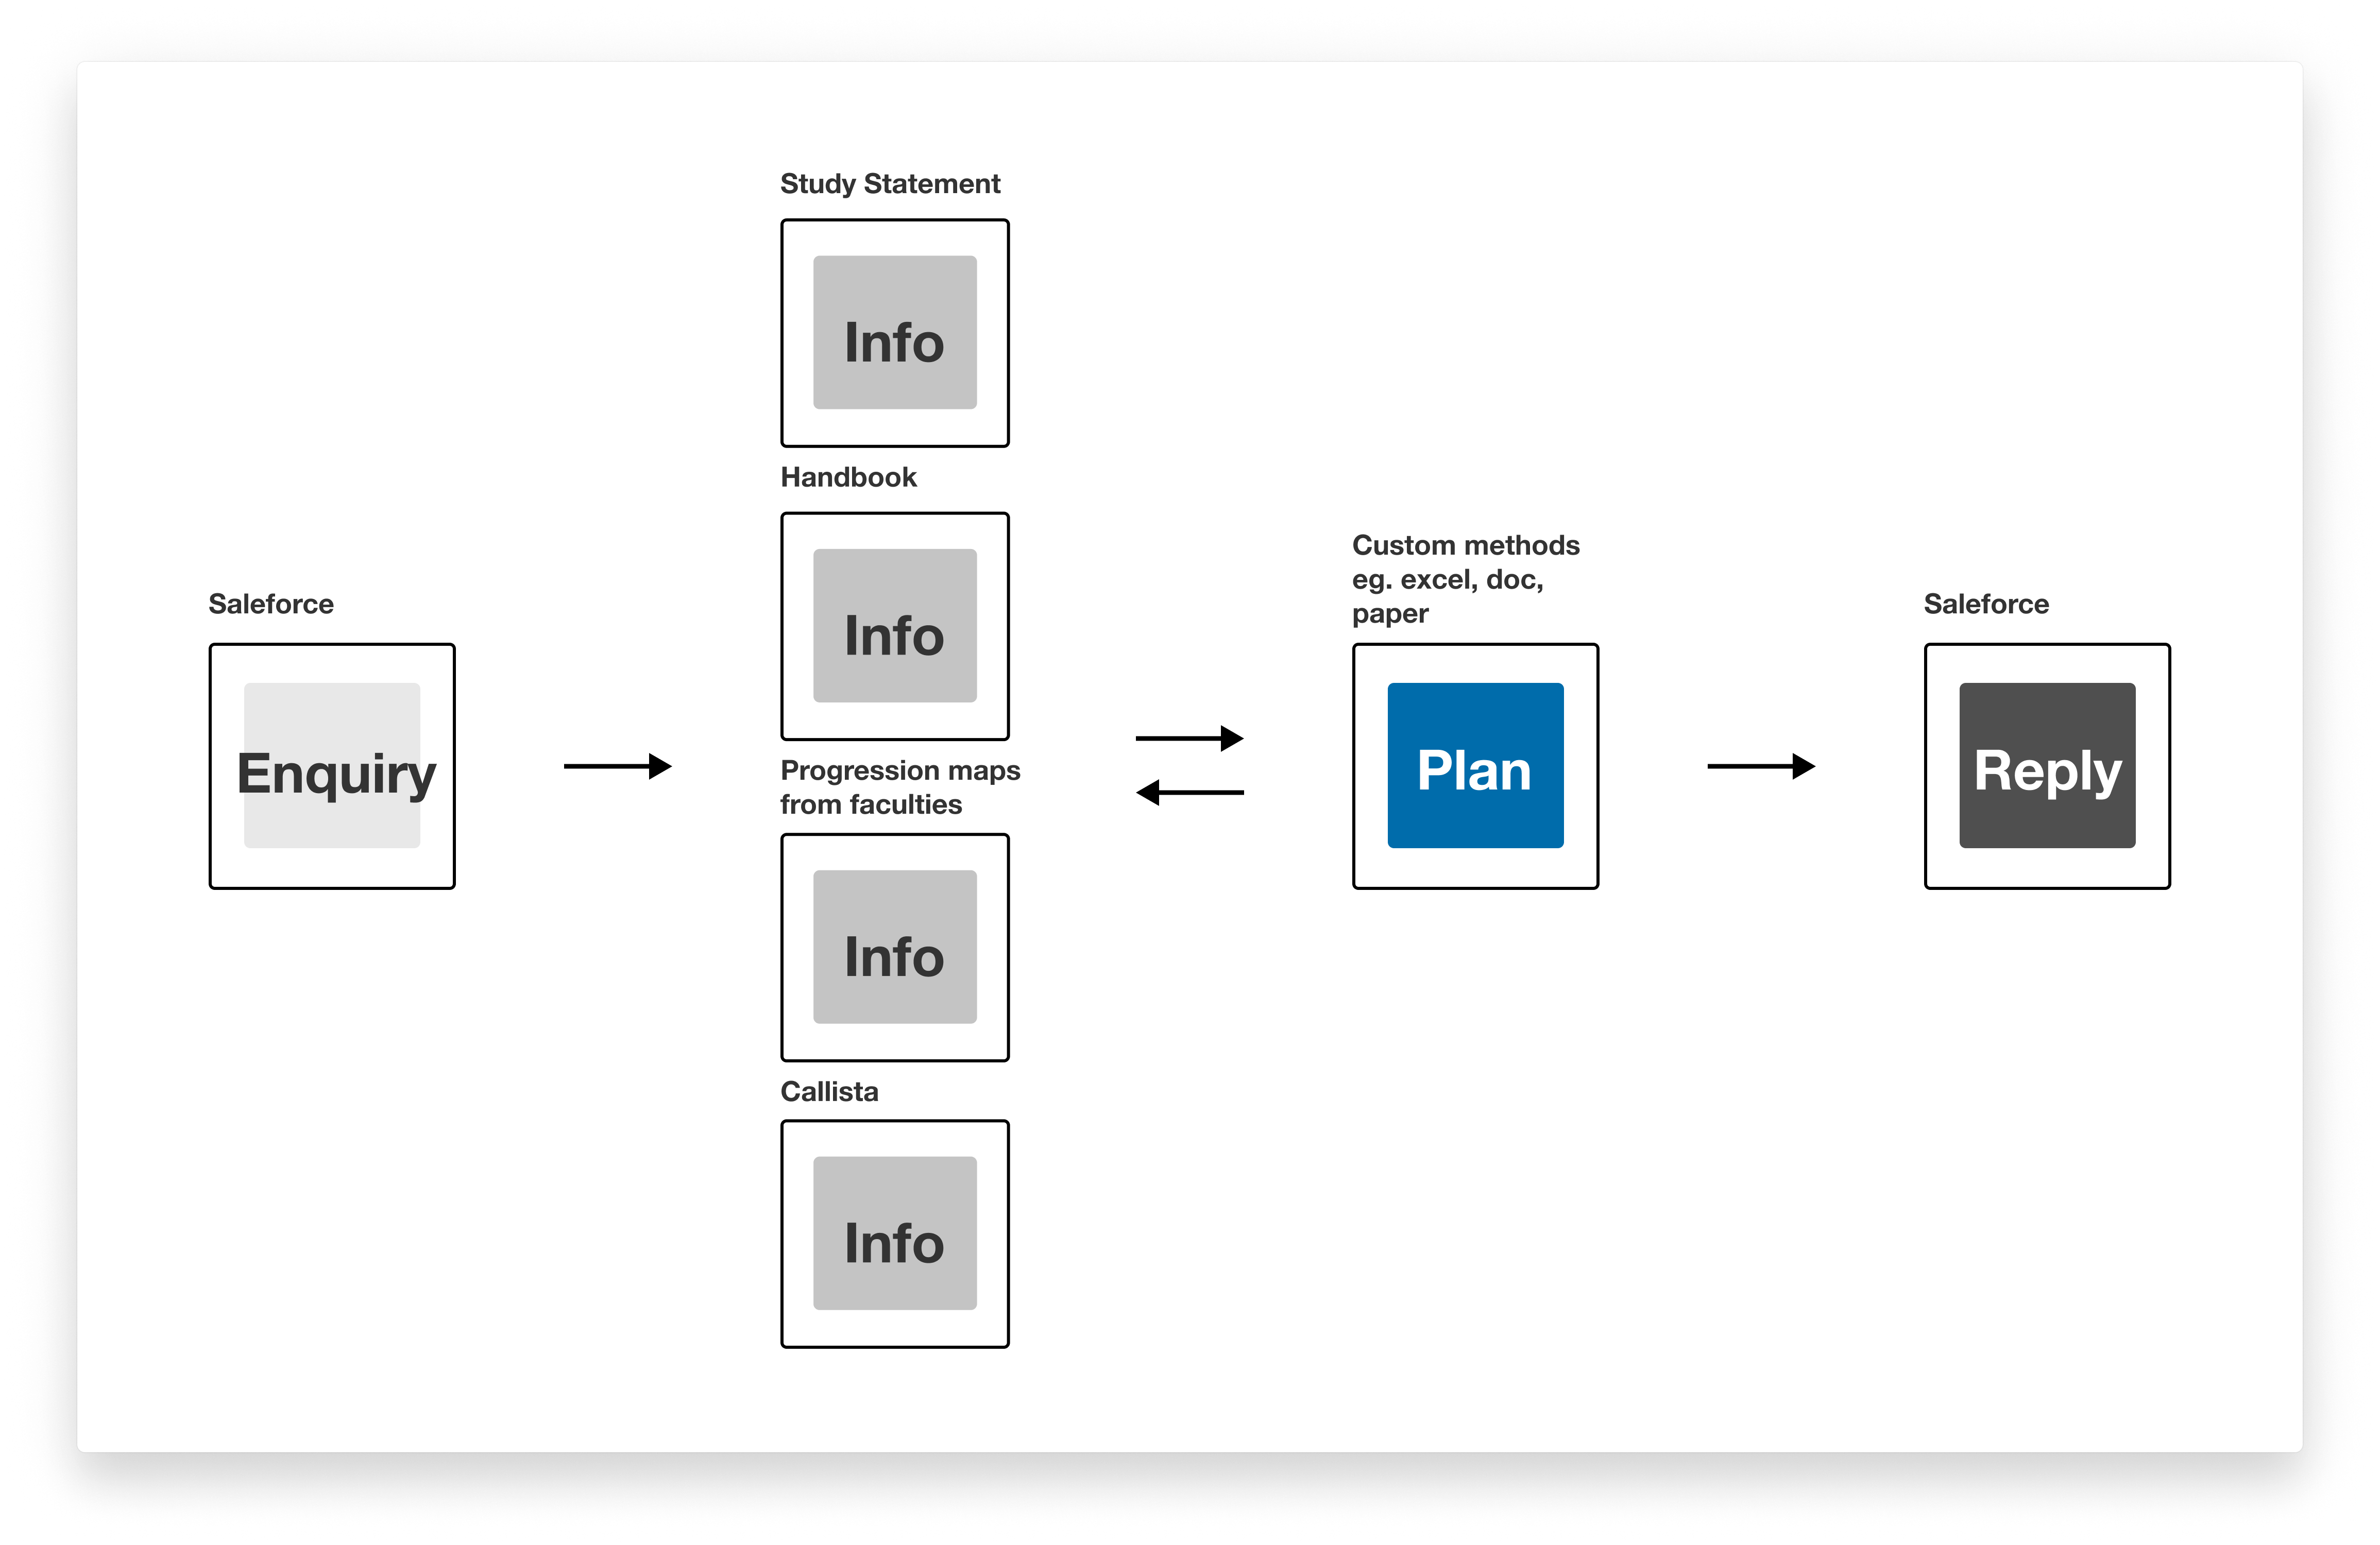 Saleforce
Enquiry
Study Statement
Info
Handbook
Info
Progression maps
from faculties
Info
Callista
Info
Custom methods
eg. excel, doc,
paper
Plan
Saleforce
Reply